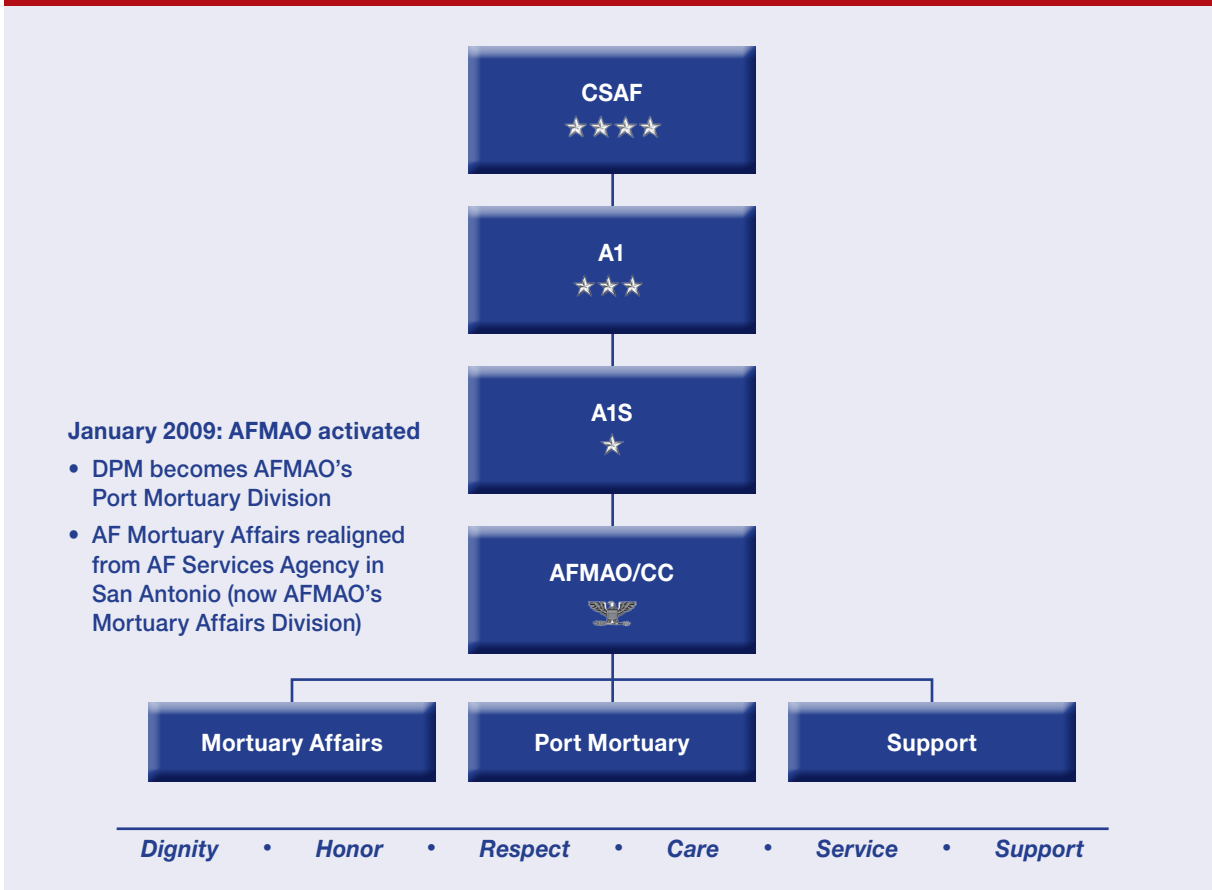 CSAF
A1
A1S
January 2009: AFMAO activated
• DPM becomes AFMAO's
Port Mortuary Division
• AF Mortuary Affairs realigned
from AF Services Agency in
San Antonio (now AFMAO's
Mortuary Affairs Division)
AFMAO/CC
Mortuary Affairs
Port Mortuary
Support
Dignity • Honor • Respect • Care • Service • Support